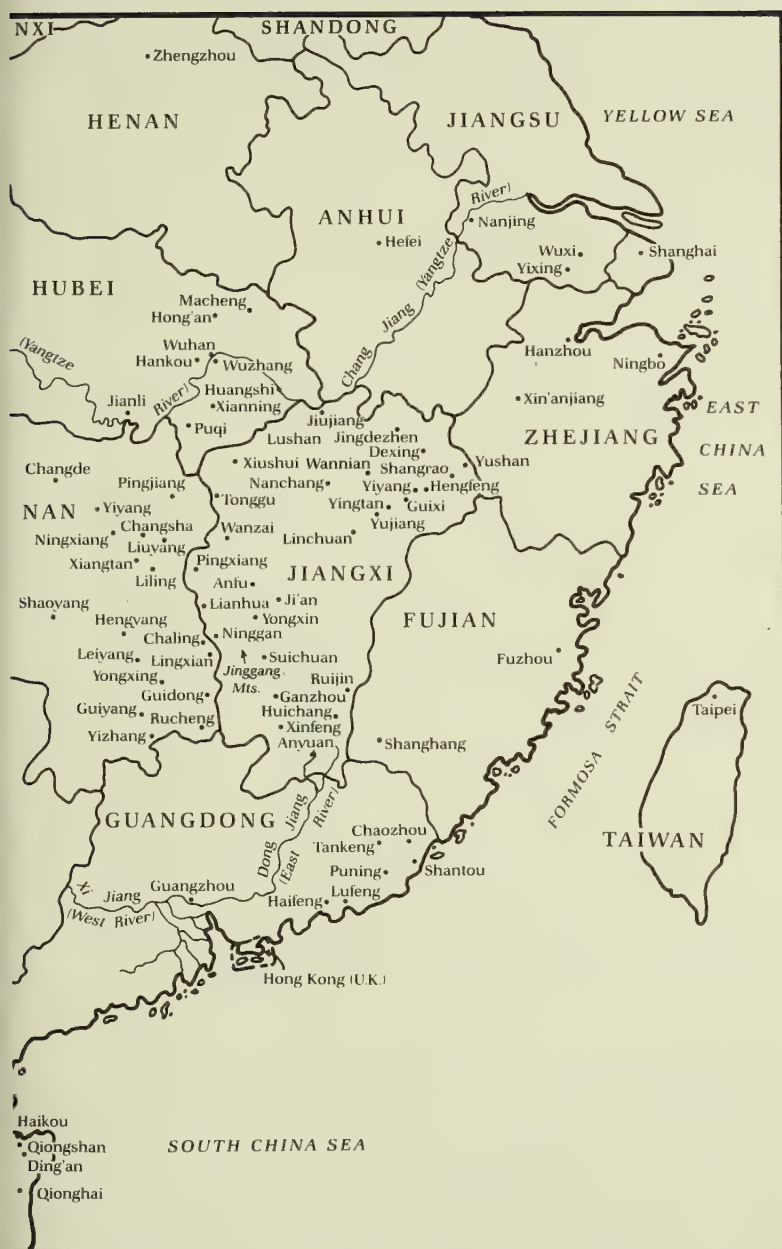 NXI
SHANDONG
Zhengzhou
HENAN
JIANGSU
YELLOW SEA
River)
ANHUI
Nanjing
Hefei
Wuxi
Shanghai
Yixing
(Yangtze
HUBEI
Macheng
Hong'an
Jiang
Chang
Wuhan
Hanzhou
(Yangtze
Hankou
Wuzhang
Ningbo
River)
Huangshi
Jianli
Xianning
Xin'anjiang
EAST
Jiujiang
Puqi
Lushan
Jingdezhen
ZHEJIANG
CHINA
Dexing
Changde
Xiushui
Wannian
Shangrao
Yushan
SEA
Pingjiang
Nanchang
Yiyang
Hengfeng
NAN
Yiyang
Tonggu
Yingtan
Guixi
Changsha
Wanzai
Yujiang
Ningxiang
Liuyang
Linchuan
Xiangtan
Pingxiang
Liling
Anfu
JIANGXI
Shaoyang
Lianhua
Ji'an
Hengyang
Yongxin
FUJIAN
Chaling
Ninggan
Leiyang
Lingxian
Suichuan
Fuzhou
Yongxing
Jinggang
Mts.
Ruijin
Guidong
Ganzhou
Guiyang
Huichang
Taipei
Rucheng
Xinfeng
Yizhang
Anyuan
Shanghang
FORMOSA STRAIT
GUANGDONG
Jiang
River)
Chaozhou
TAIWAN
Dong
(East
Tankeng
Xi
Jiang
Guangzhou
Puning
Shantou
(West River)
Haifeng
Lufeng
Hong Kong (U.K.)
Haikou
SOUTH CHINA SEA
Qiongshan
Ding'an
Qionghai